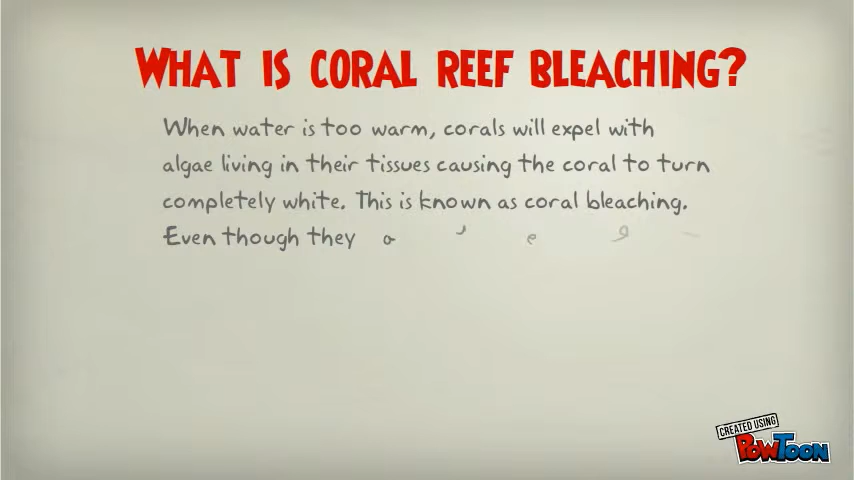 WHAT IS CORAL REEF BLEACHING?
When water is too warm, corals will expel with
algae living in their tissues causing the coral to turn
completely white. This is known as coral bleaching.
Even though they
CREATED USING
POWTOON